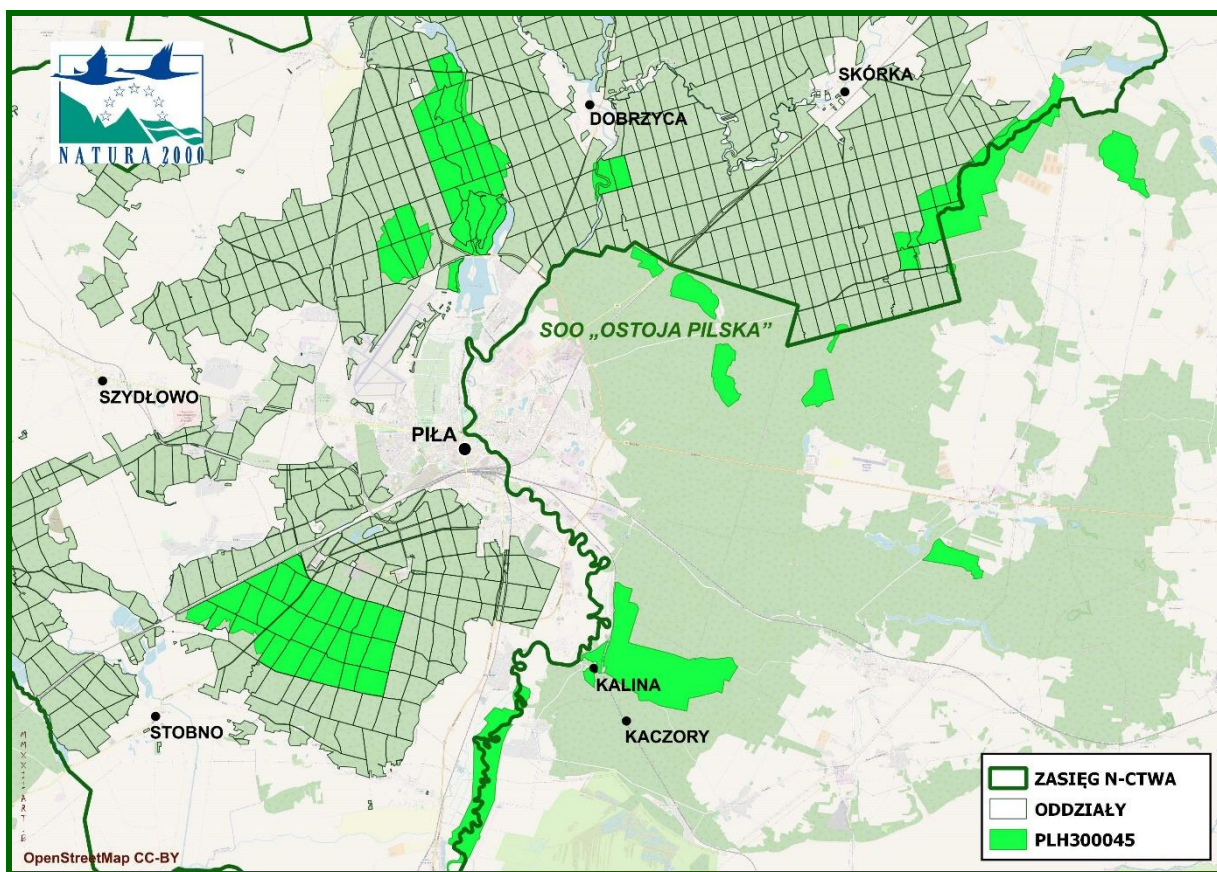 NATURA 2000
SKÓRKA
DOBRZYCA
SOO „OSTOJA PILSKA”
SZYDŁOWO
PIŁA
KALINA
STOBNO
KACZORY
ZASIĘG N-CTWA
ODDZIAŁY
PLH300045
OpenStreetMap CC-BY